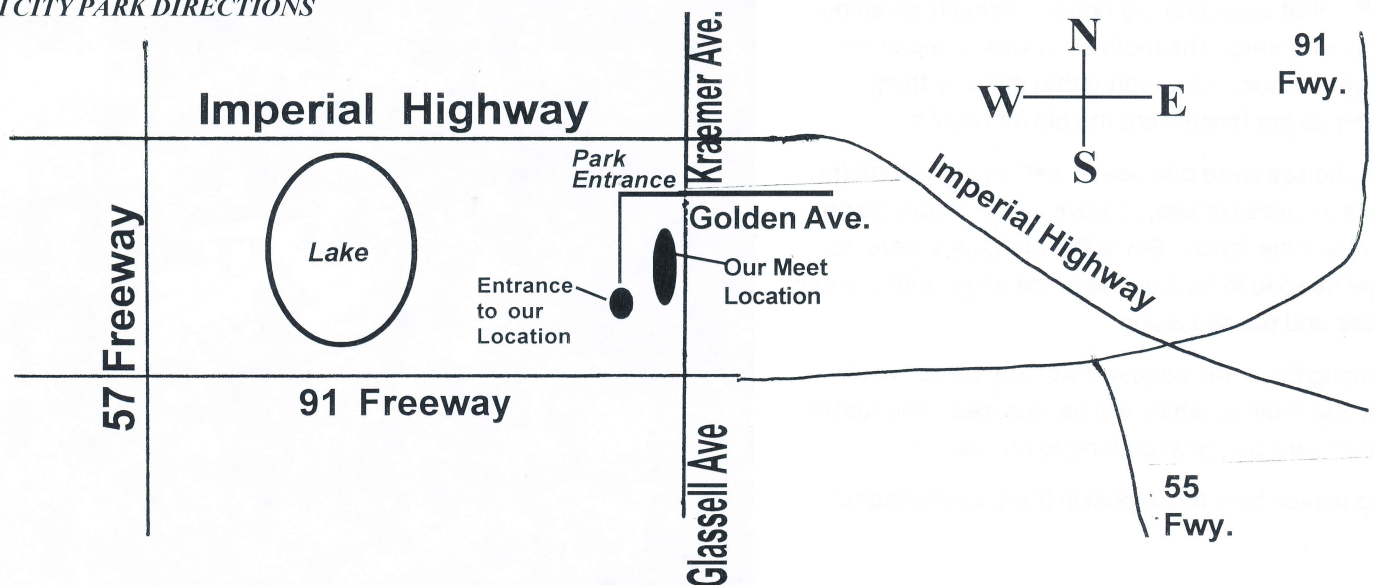 CITY PARK DIRECTIONS
Imperial Highway
Kraemer Ave.
N
W E
S
91
Fwy.
Park
Entrance
Imperial Highway
Golden Ave.
57 Freeway
Lake
Our Meet
Location
Entrance
to our
Location
91 Freeway
Glassell Ave
55
Fwy.